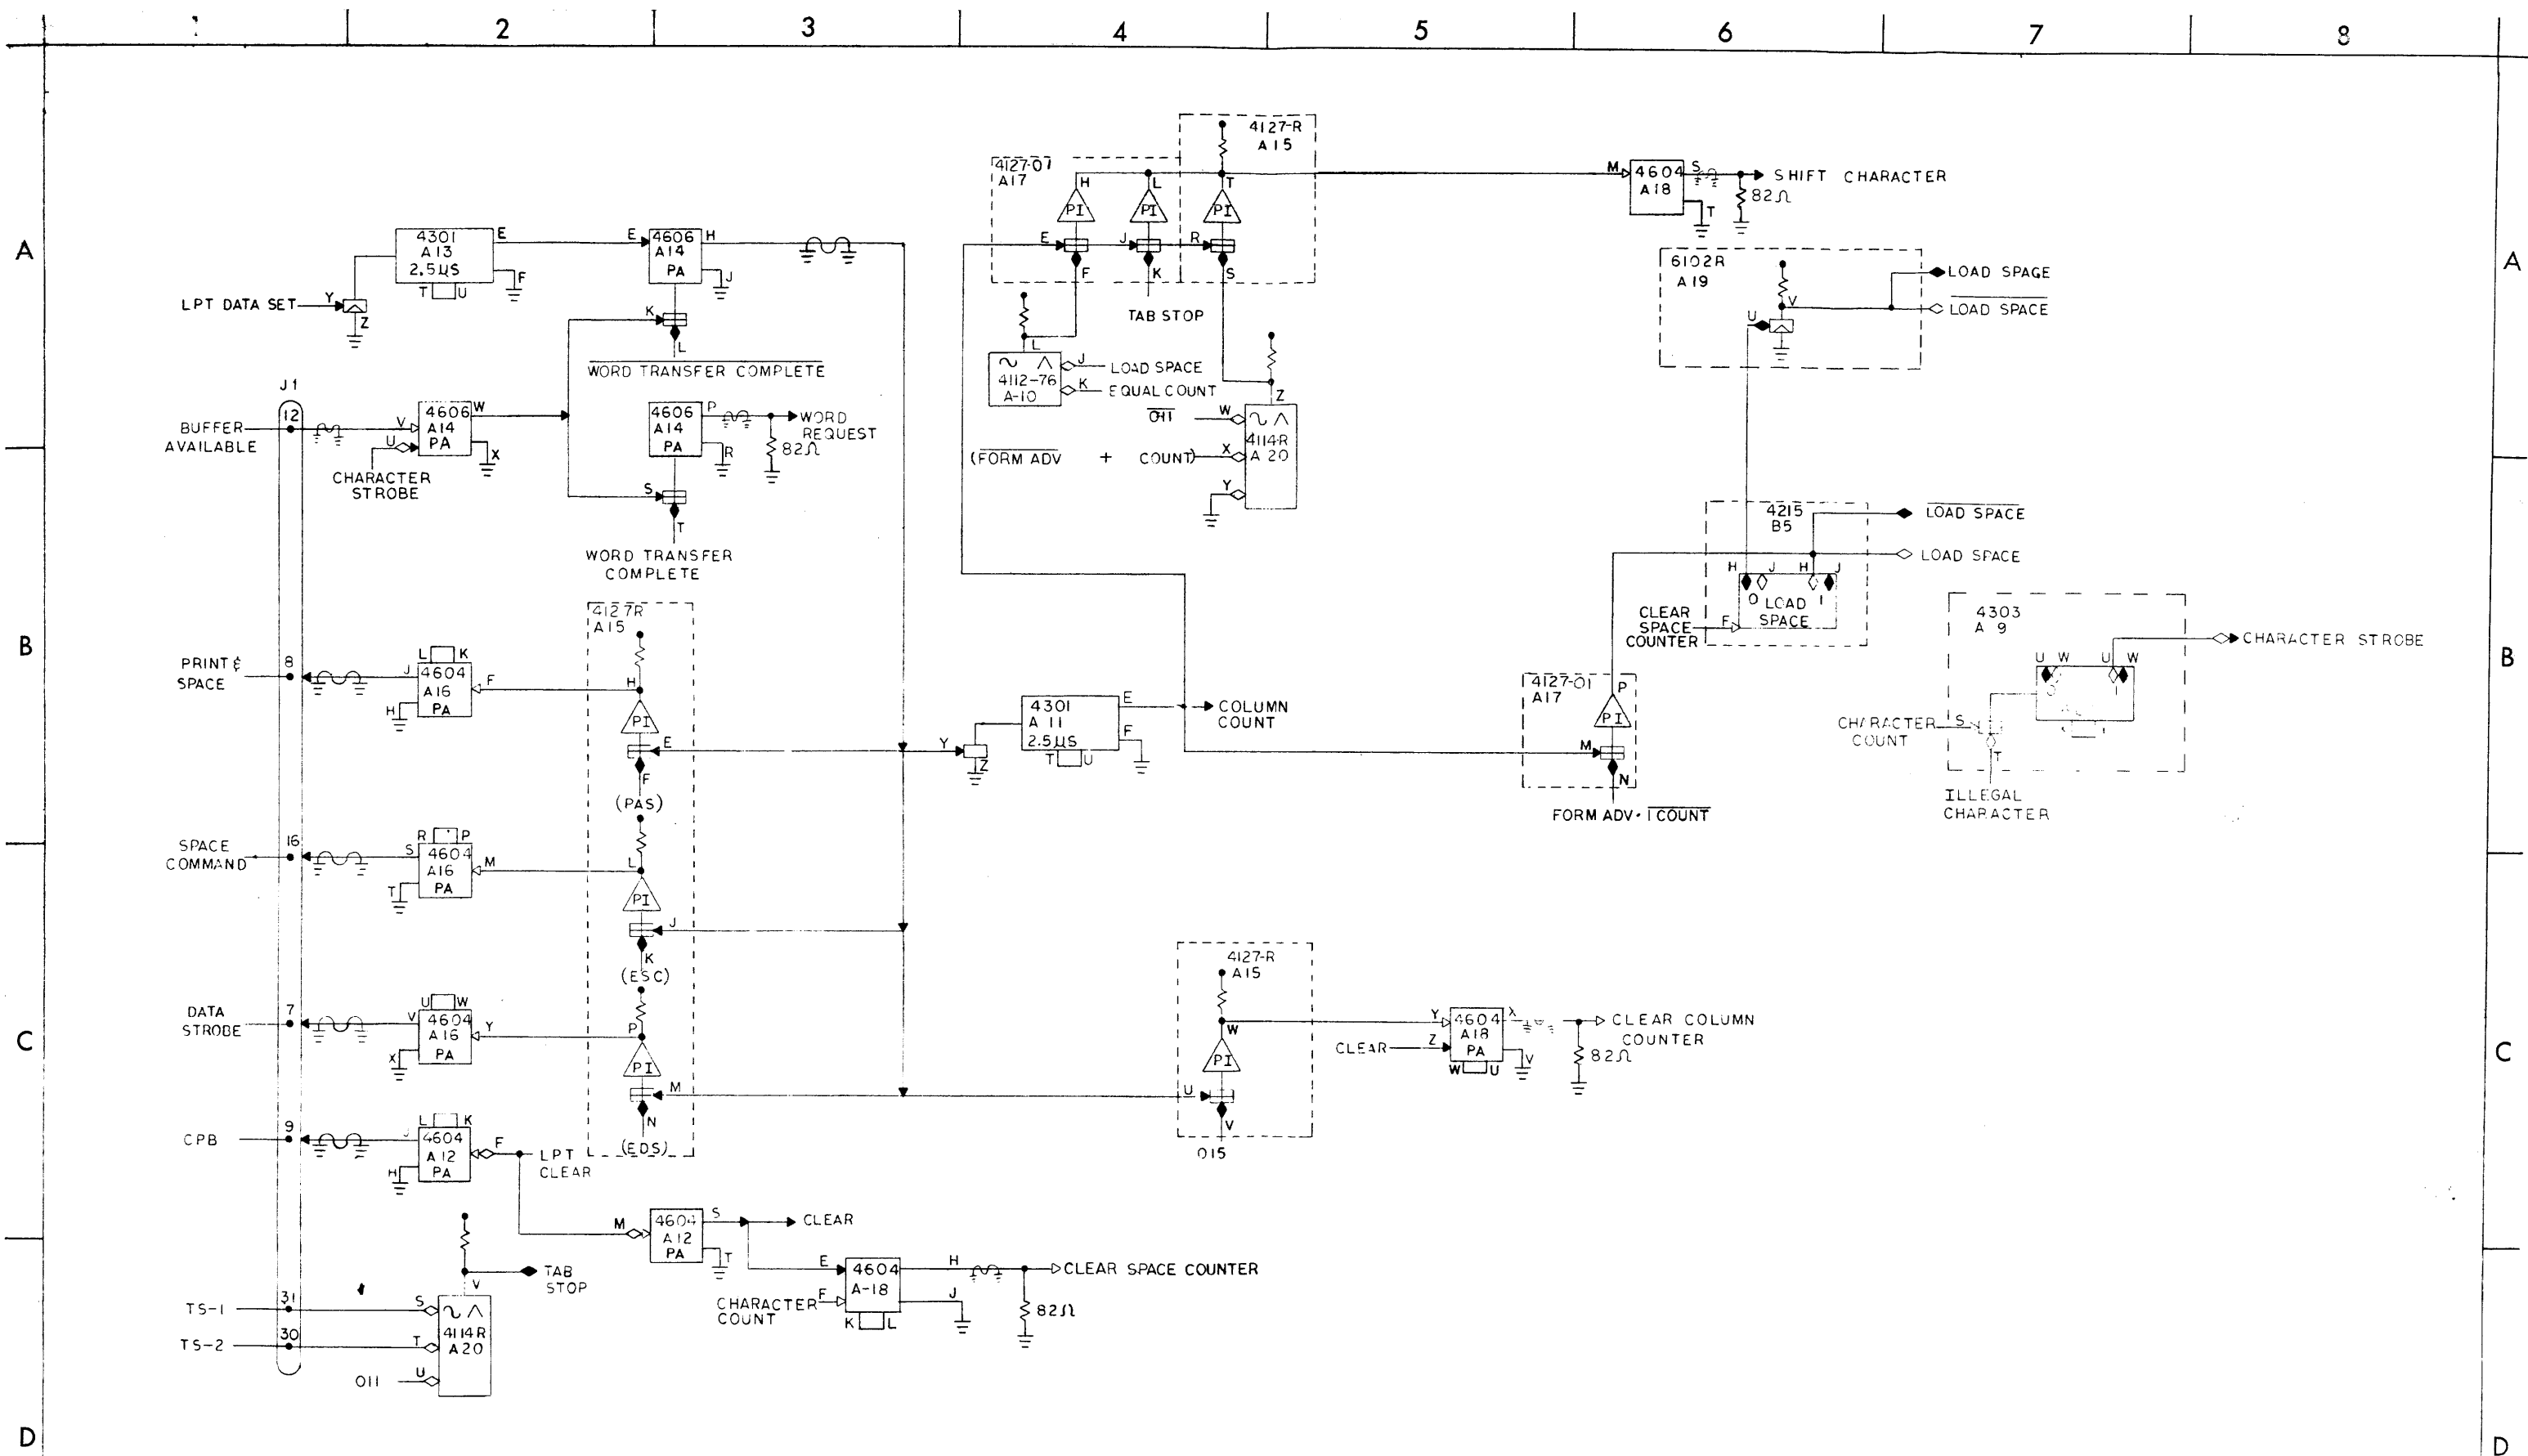 1 2 3 4 5 6 7 8
A
A
B
B
C
C
D
D
4301
A13
2.5µS
E
F
T U
LPT DATA SET
Y
Z
E
4606
A14
PA
H
J
K
L
WORD TRANSFER COMPLETE
J1
12
BUFFER
AVAILABLE
V
U
4606
A14
PA
W
X
CHARACTER
STROBE
4606
A14
PA
P
R
WORD
REQUEST
82Ω
S
T
WORD TRANSFER
COMPLETE
4127-01
A17
H
L
PI
PI
E
J
F
K
TAB STOP
4127-R
A15
T
PI
R
S
L
4112-76
A-10
J
LOAD SPACE
K
EQUAL COUNT
Z
4114R
A 20
W
011
X
(FORM ADV + COUNT)
Y
M
4604
A18
S
T
SHIFT CHARACTER
82Ω
6102R
A19
V
U
LOAD SPAGE
LOAD SPACE
4215
B5
LOAD SPACE
LOAD SPACE
H J H J
0 LOAD 1
SPACE
CLEAR
SPACE
COUNTER
F
4303
A 9
U W U W
CHARACTER STROBE
CHARACTER
COUNT
S
T
ILLEGAL
CHARACTER
PRINT &
SPACE
8
L K
J
4604
A16
PA
F
H
4127R
A15
H
PI
E
F
(PAS)
Y
Z
4301
A 11
2.5µS
T U
E
F
COLUMN
COUNT
4127-01
A17
P
PI
M
N
FORM ADV • 1 COUNT
SPACE
COMMAND
16
R P
S
4604
A16
PA
M
T
L
PI
J
K
(ESC)
DATA
STROBE
7
U W
V
4604
A16
PA
Y
X
P
PI
M
N
(EDS)
4127-R
A15
W
PI
U
V
015
Y
4604
A18
PA
X
CLEAR
Z
W U
V
CLEAR COLUMN
COUNTER
82Ω
CPB
9
L K
J
4604
A12
PA
F
H
LPT
CLEAR
M
4604
A12
PA
S
T
CLEAR
E
4604
A-18
H
F
J
K L
CHARACTER
COUNT
CLEAR SPACE COUNTER
82Ω
V
TAB
STOP
TS-1
31
S
TS-2
30
T
4114R
A20
011
U